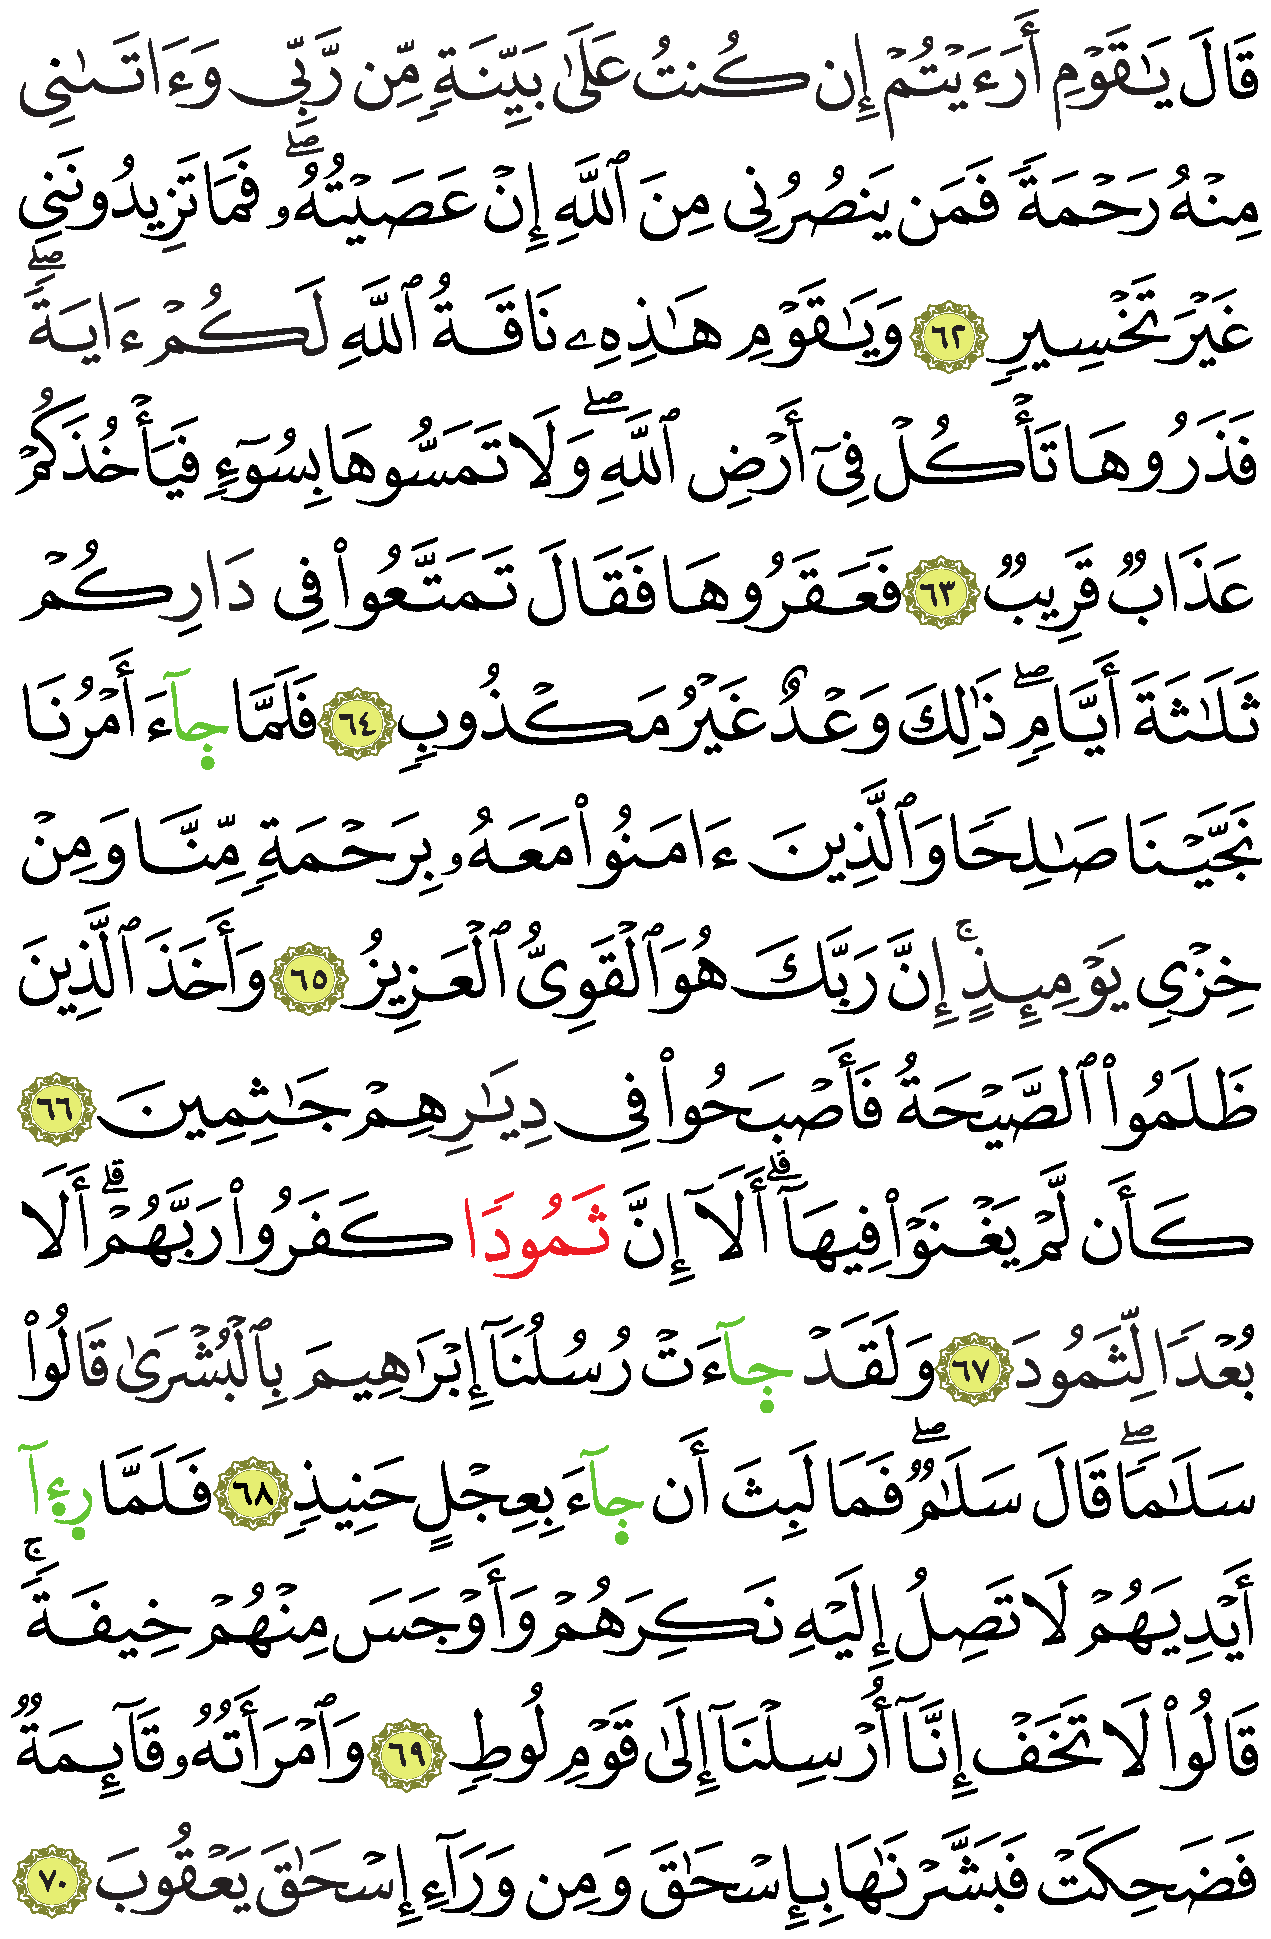 قَالَ يَٰقَوۡمِ أَرَءَيۡتُمۡ إِن كُنتُ عَلَىٰ بَيِّنَةٖ مِّن رَّبِّي وَءَاتَىٰنِي
مِنۡهُ رَحۡمَةٗ فَمَن يَنصُرُنِي مِنَ ٱللَّهِ إِنۡ عَصَيۡتُهُۥۖ فَمَا تَزِيدُونَنِي
غَيۡرَ تَخۡسِيرٖ ٦٢ وَيَٰقَوۡمِ هَٰذِهِۦ نَاقَةُ ٱللَّهِ لَكُمۡ ءَايَةٗۖ
فَذَرُوهَا تَأۡكُلۡ فِيٓ أَرۡضِ ٱللَّهِۖ وَلَا تَمَسُّوهَا بِسُوٓءٖ فَيَأۡخُذَكُمۡ
عَذَابٞ قَرِيبٞ ٦٣ فَعَقَرُوهَا فَقَالَ تَمَتَّعُواْ فِي دَارِكُمۡ
ثَلَٰثَةَ أَيَّامٖۖ ذَٰلِكَ وَعۡدٌ غَيۡرُ مَكۡذُوبٖ ٦٤ فَلَمَّا جَآءَ أَمۡرُنَا
نَجَّيۡنَا صَٰلِحٗا وَٱلَّذِينَ ءَامَنُواْ مَعَهُۥ بِرَحۡمَةٖ مِّنَّا وَمِنۡ
خِزۡيِ يَوۡمِئِذٍۚ إِنَّ رَبَّكَ هُوَ ٱلۡقَوِيُّ ٱلۡعَزِيزُ ٦٥ وَأَخَذَ ٱلَّذِينَ
ظَلَمُواْ ٱلصَّيۡحَةُ فَأَصۡبَحُواْ فِي دِيَٰرِهِمۡ جَٰثِمِينَ ٦٦
كَأَن لَّمۡ يَغۡنَوۡاْ فِيهَآۗ أَلَآ إِنَّ ثَمُودٗا كَفَرُواْ رَبَّهُمۡۗ أَلَا
بُعۡدٗا لِّثَمُودَ ٦٧ وَلَقَدۡ جَآءَتۡ رُسُلُنَآ إِبۡرَٰهِيمَ بِٱلۡبُشۡرَىٰ قَالُواْ
سَلَٰمٗاۖ قَالَ سَلَٰمٞۖ فَمَا لَبِثَ أَن جَآءَ بِعِجۡلٍ حَنِيذٖ ٦٨ فَلَمَّا رِءِآ
أَيۡدِيَهُمۡ لَا تَصِلُ إِلَيۡهِ نَكِرَهُمۡ وَأَوۡجَسَ مِنۡهُمۡ خِيفَةٗۚ
قَالُواْ لَا تَخَفۡ إِنَّآ أُرۡسِلۡنَآ إِلَىٰ قَوۡمِ لُوطٖ ٦٩ وَٱمۡرَأَتُهُۥ قَآئِمَةٞ
فَضَحِكَتۡ فَبَشَّرۡنَٰهَا بِإِسۡحَٰقَ وَمِن وَرَآءِ إِسۡحَٰقَ يَعۡقُوبَ ٧٠